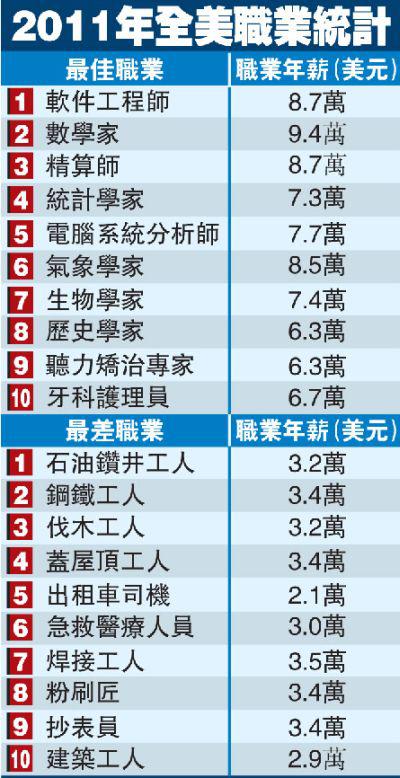 2011年全美職業統計
最佳職業 職業年薪(美元)
1 軟件工程師 8.7萬
2 數學家 9.4萬
3 精算師 8.7萬
4 統計學家 7.3萬
5 電腦系統分析師 7.7萬
6 氣象學家 8.5萬
7 生物學家 7.4萬
8 歷史學家 6.3萬
9 聽力矯治專家 6.3萬
10 牙科護理員 6.7萬
最差職業 職業年薪(美元)
1 石油鑽井工人 3.2萬
2 鋼鐵工人 3.4萬
3 伐木工人 3.2萬
4 蓋屋頂工人 3.4萬
5 出租車司機 2.1萬
6 急救醫療人員 3.0萬
7 焊接工人 3.5萬
8 粉刷匠 3.4萬
9 抄表員 3.4萬
10 建築工人 2.9萬